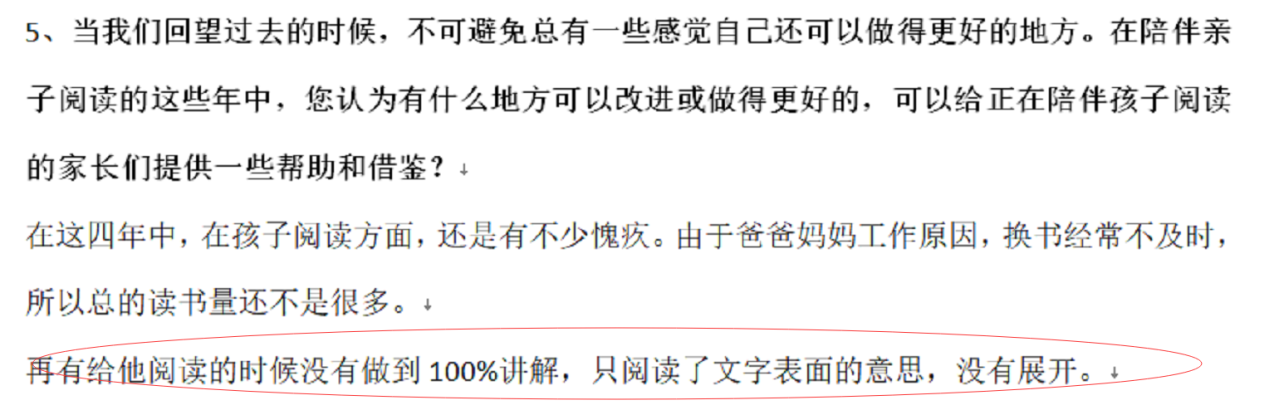 5、当我们回望过去的时候，不可避免总有一些感觉自己还可以做得更好的地方。在陪伴亲
子阅读的这些年中，您认为有什么地方可以改进或做得更好的，可以给正在陪伴孩子阅读
的家长们提供一些帮助和借鉴？↓
在这四年中，在孩子阅读方面，还是有不少愧疚。由于爸爸妈妈工作原因，换书经常不及时，
所以总的读书量还不是很多。↓
再有给他阅读的时候没有做到 100%讲解，只阅读了文字表面的意思，没有展开。↓